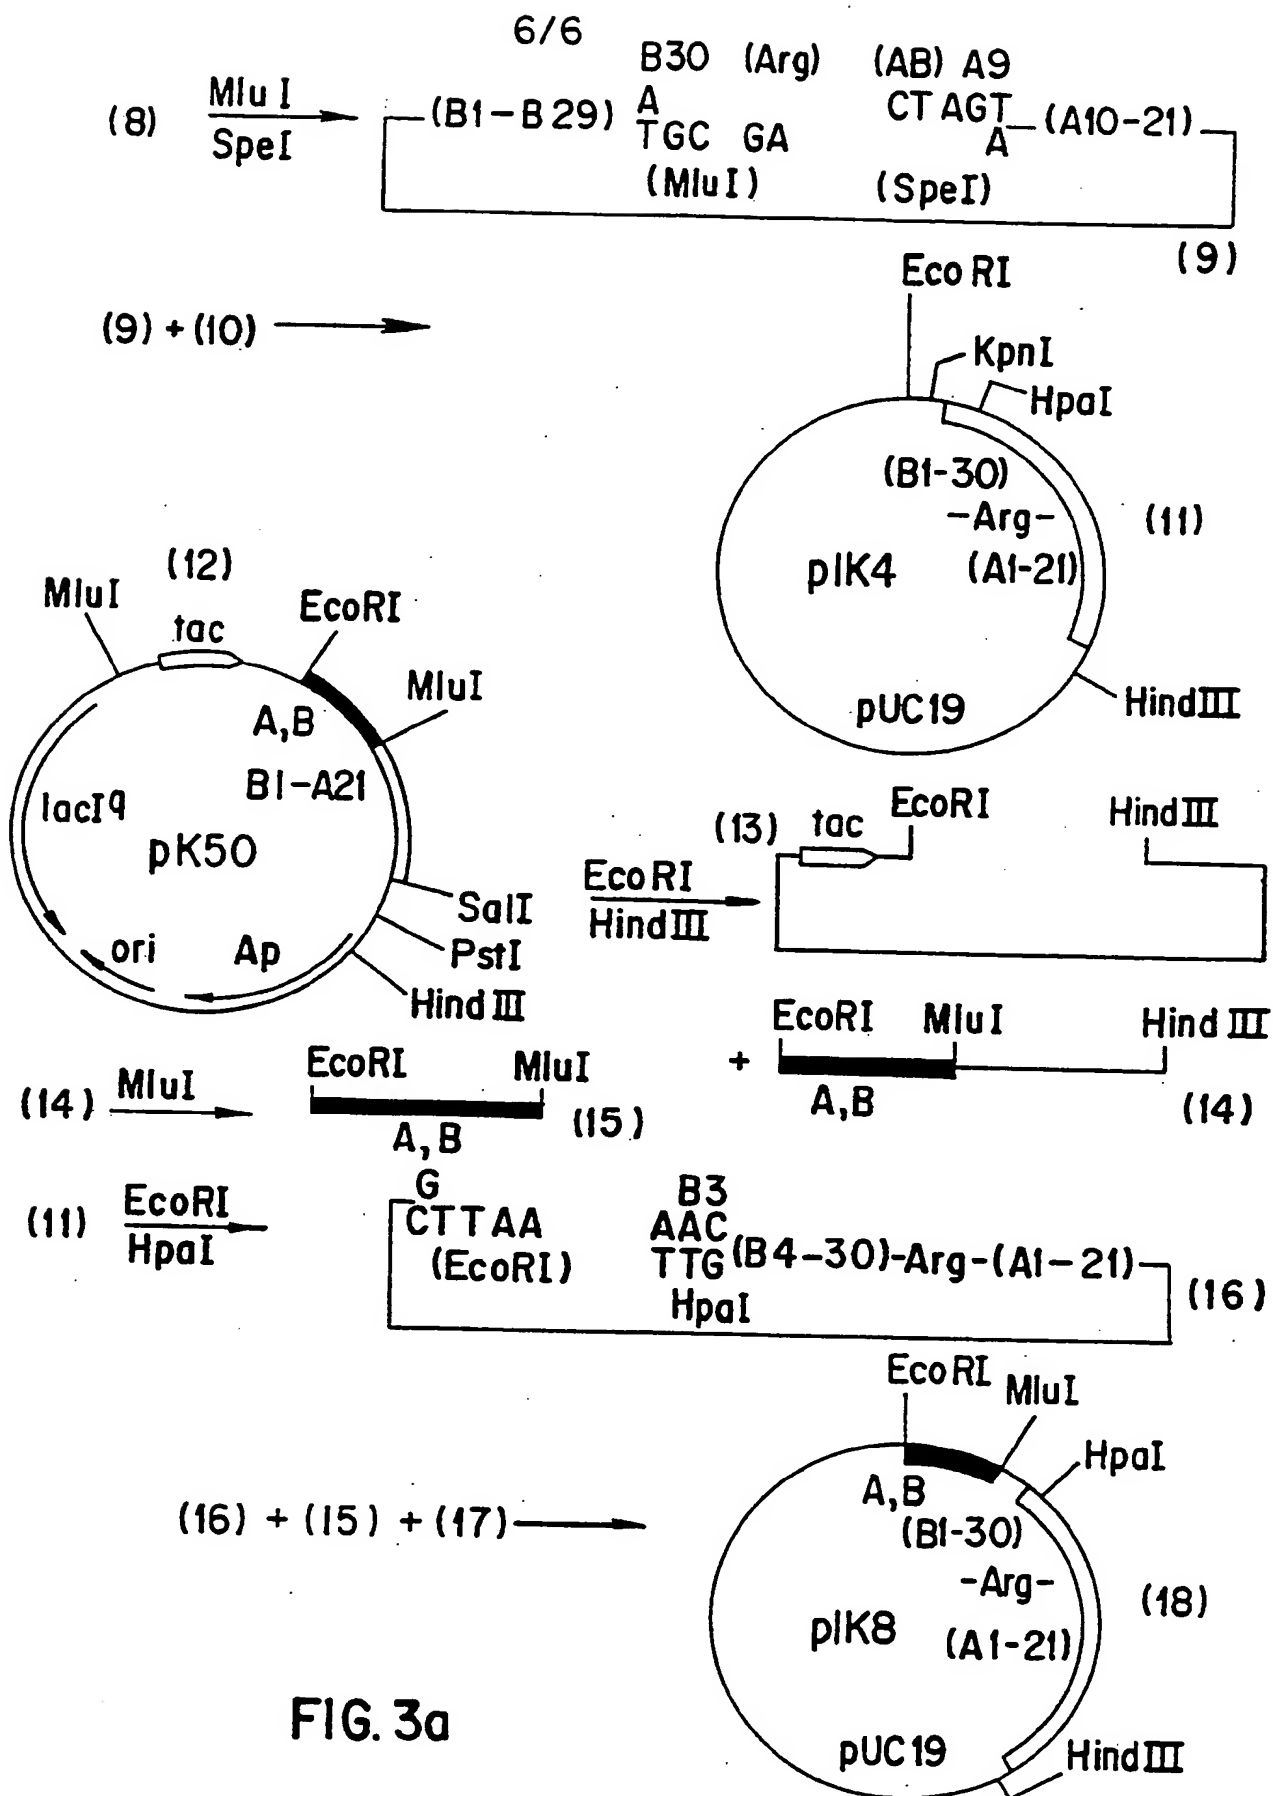 6/6
B30 (Arg) (AB) A9
(8) MluI (B1-B29) A CT AGT (A10-21)
SpeI TGC GA A
(MluI) (SpeI)
(9)
EcoRI
(9) + (10)
KpnI
HpaI
(B1-30)
-Arg- (11)
pIK4 (A1-21)
(12)
MluI
EcoRI
tac
MluI
HindIII
A,B
pUC19
B1-A21
lacIq
pK50
(13) tac EcoRI HindIII
EcoRI
HindIII
SalI
ori Ap
PstI
HindIII
EcoRI MluI HindIII
+
A,B (14)
(14) MluI EcoRI MluI
(15)
A,B
(11) EcoRI G B3
HpaI CTTAA AAC
(EcoRI) TTG (B4-30)-Arg-(A1-21)
HpaI (16)
EcoRI MluI
HpaI
A,B
(16) + (15) + (17)
(B1-30)
-Arg- (18)
pIK8 (A1-21)
FIG. 3a
pUC19 HindIII